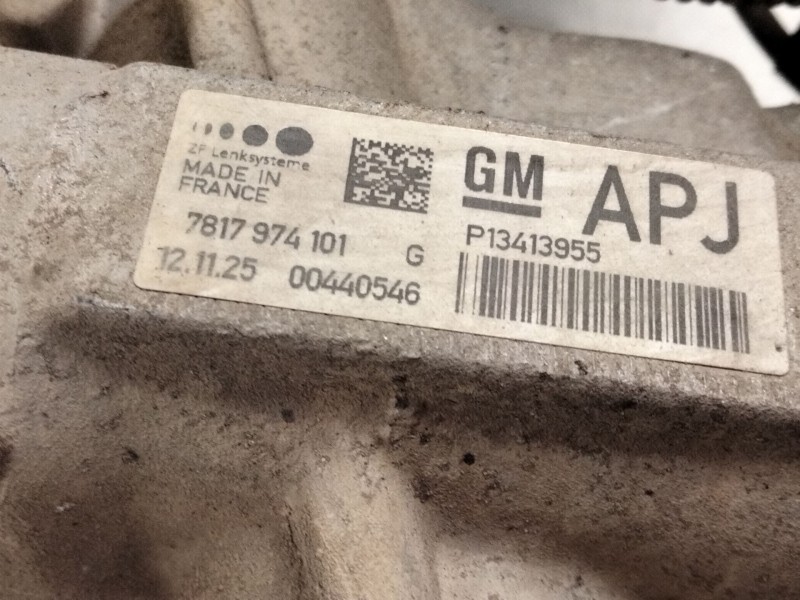 ZF Lenksysteme
MADE IN
FRANCE
7817 974 101 G
12.11.25 00440546
GM
APJ
P13413955